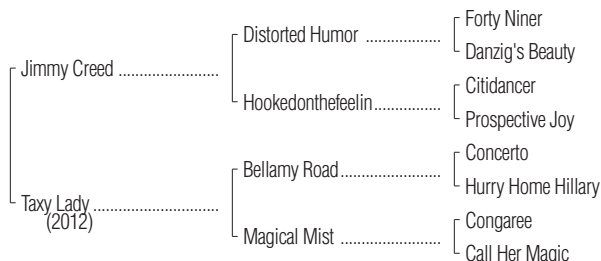 Forty Niner
Distorted Humor ....................
Danzig's Beauty
Jimmy Creed ..........................
Citidancer
Hookedonthefeelin..................
Prospective Joy
Concerto
Bellamy Road...........................
Hurry Home Hillary
Taxy Lady .................................
(2012)
Congaree
Magical Mist ...........................
Call Her Magic